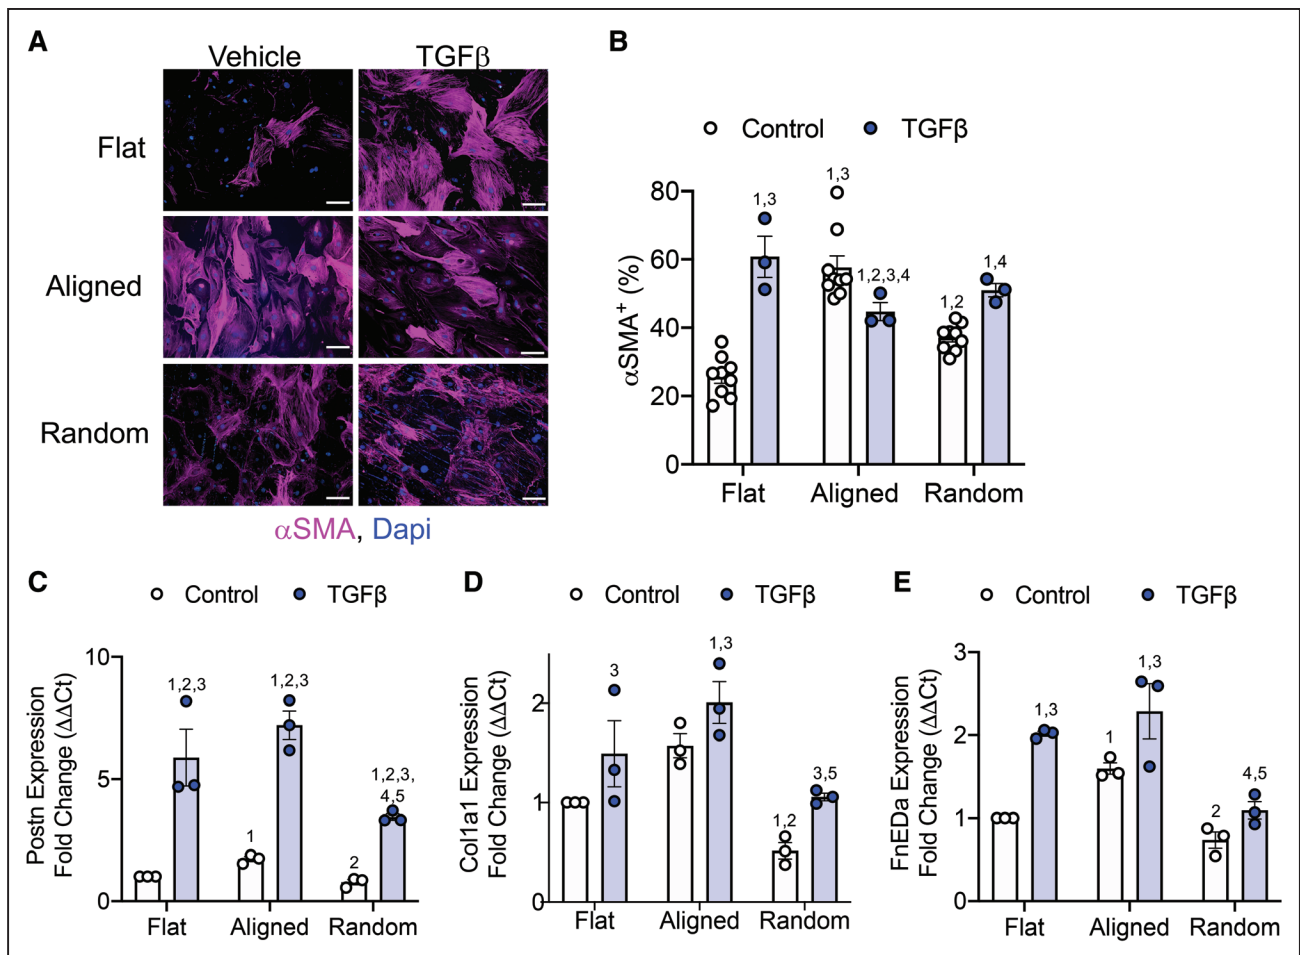 A
Vehicle TGFβ
Flat
Aligned
Random
αSMA, Dapi
B
Control TGFβ
αSMA⁺ (%)
80
60
40
20
0
1,3
1,3
1,2,3,4
1,2
1,4
Flat Aligned Random
C
Control TGFβ
Postn Expression
Fold Change (ΔΔCt)
10
5
0
1,2,3
1
1,2,3
2
1,2,3,
4,5
Flat Aligned Random
D
Control TGFβ
Col1a1 Expression
Fold Change (ΔΔCt)
2
1
0
3
1,3
1,2
3,5
Flat Aligned Random
E
Control TGFβ
FnEDa Expression
Fold Change (ΔΔCt)
3
2
1
0
1,3
1
1,3
2
4,5
Flat Aligned Random